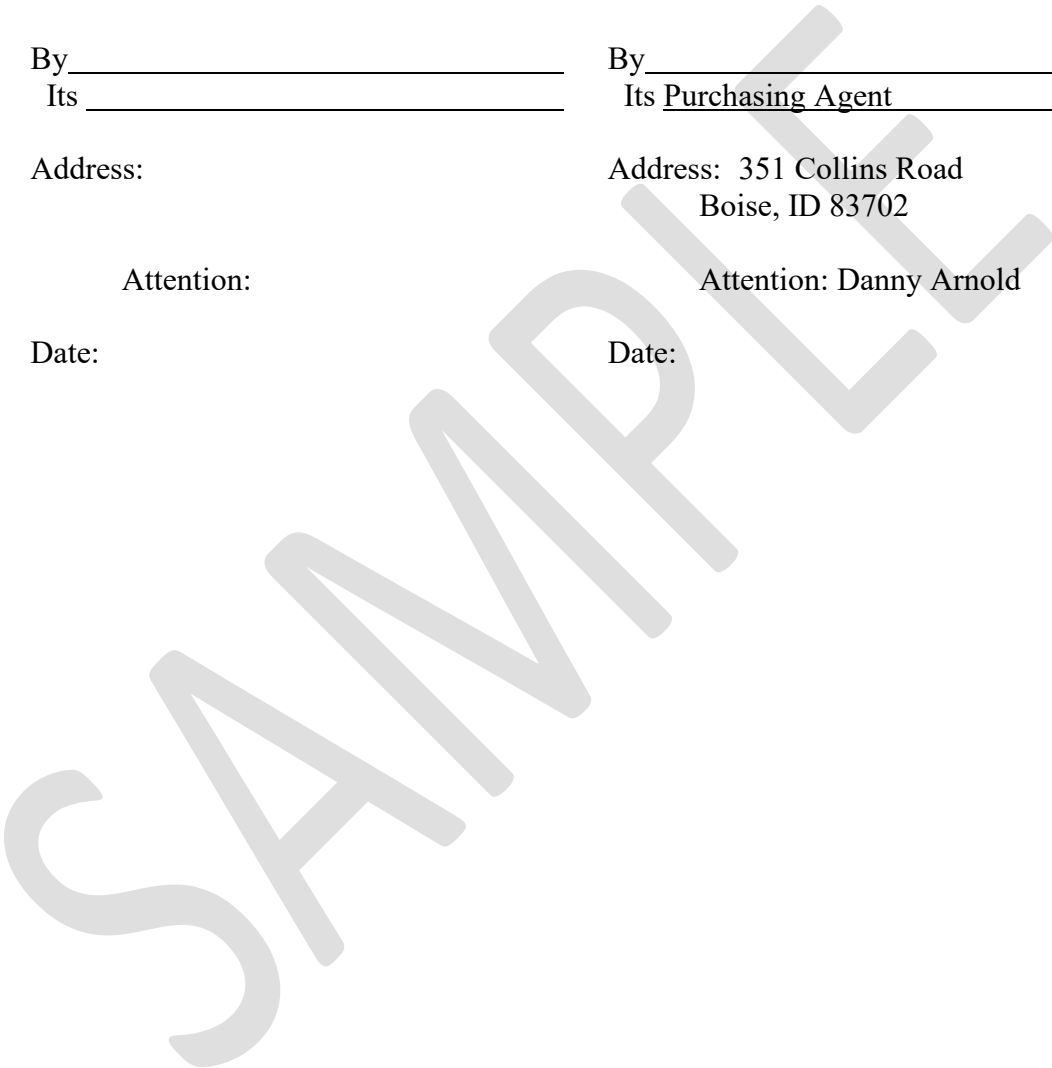 By
Its
Address:
Attention:
Date:
By
Its Purchasing Agent
Address: 351 Collins Road
Boise, ID 83702
Attention: Danny Arnold
Date:
SAMPLE